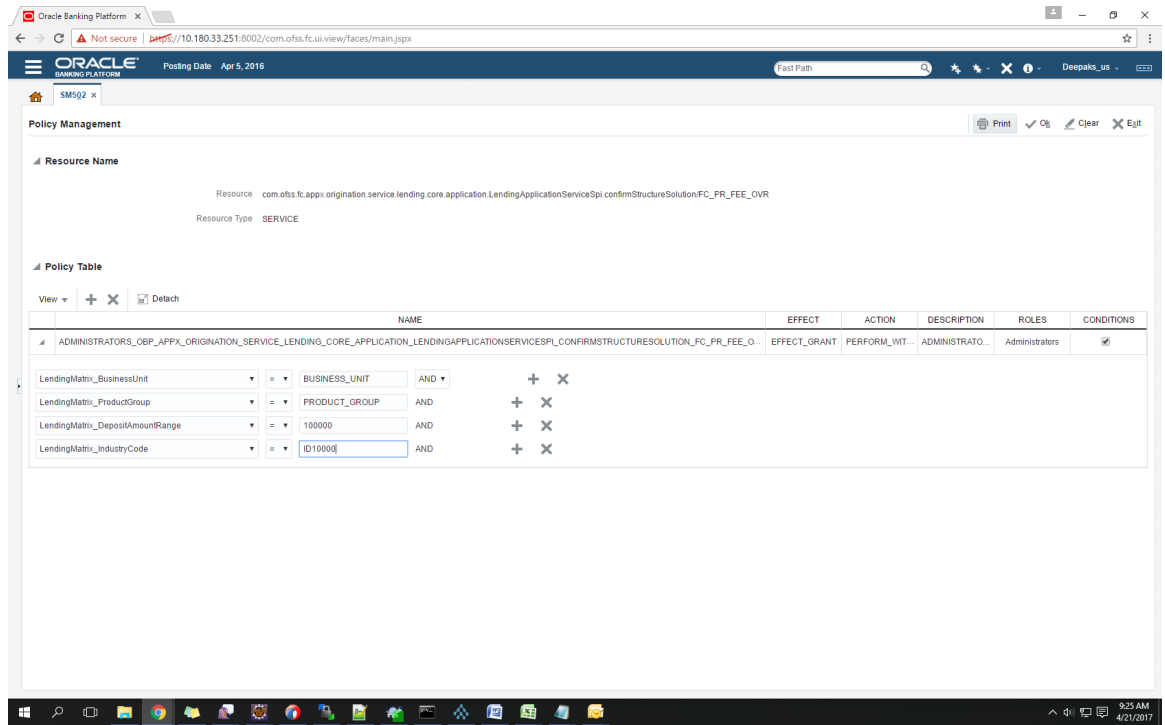 Oracle Banking Platform
Not secure | https://10.180.33.251:8002/com.ofss.fc.ui.view/faces/main.jspx
ORACLE
BANKING PLATFORM
Posting Date Apr 5, 2016
Fast Path
Deepaks_us
SM502
Policy Management
Print Ok Clear Exit
Resource Name
Resource com.ofss.fc.appx.origination.service.lending.core.application.LendingApplicationServiceSpi.confirmStructureSolution/FC_PR_FEE_OVR
Resource Type SERVICE
Policy Table
View Detach
NAME EFFECT ACTION DESCRIPTION ROLES CONDITIONS
ADMINISTRATORS_OBP_APPX_ORIGINATION_SERVICE_LENDING_CORE_APPLICATION_LENDINGAPPLICATIONSERVICESPI_CONFIRMSTRUCTURESOLUTION_FC_PR_FEE_O... EFFECT_GRANT PERFORM_WIT... ADMINISTRATO... Administrators
LendingMatrix_BusinessUnit = BUSINESS_UNIT AND
LendingMatrix_ProductGroup = PRODUCT_GROUP AND
LendingMatrix_DepositAmountRange = 100000 AND
LendingMatrix_IndustryCode = ID10000 AND
9:25 AM
4/21/2017